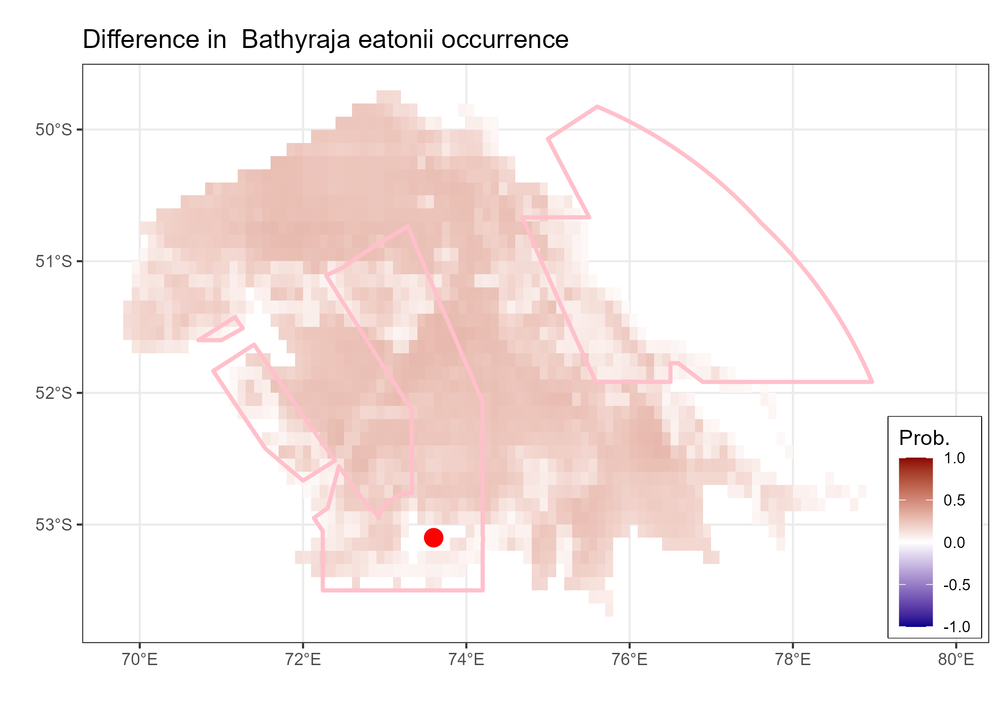 Difference in  Bathyraja eatonii occurrence
50°S
51°S
52°S
53°S
Prob.
1.0
0.5
0.0
-0.5
-1.0
70°E
72°E
74°E
76°E
78°E
80°E